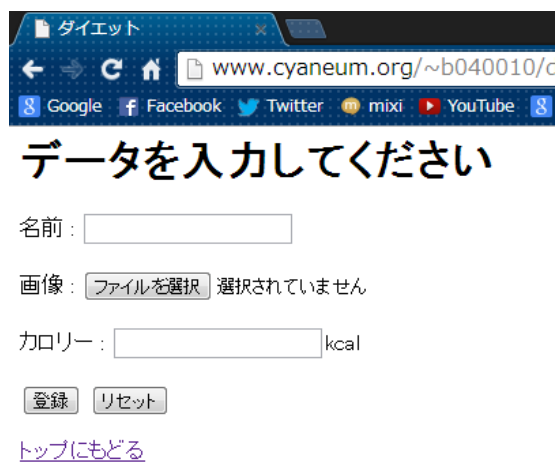 ダイエット
www.cyaneum.org/~b040010/
Google Facebook Twitter mixi YouTube
データを入力してください
名前 :
画像 : ファイルを選択 選択されていません
カロリー : kcal
登録 リセット
トップにもどる